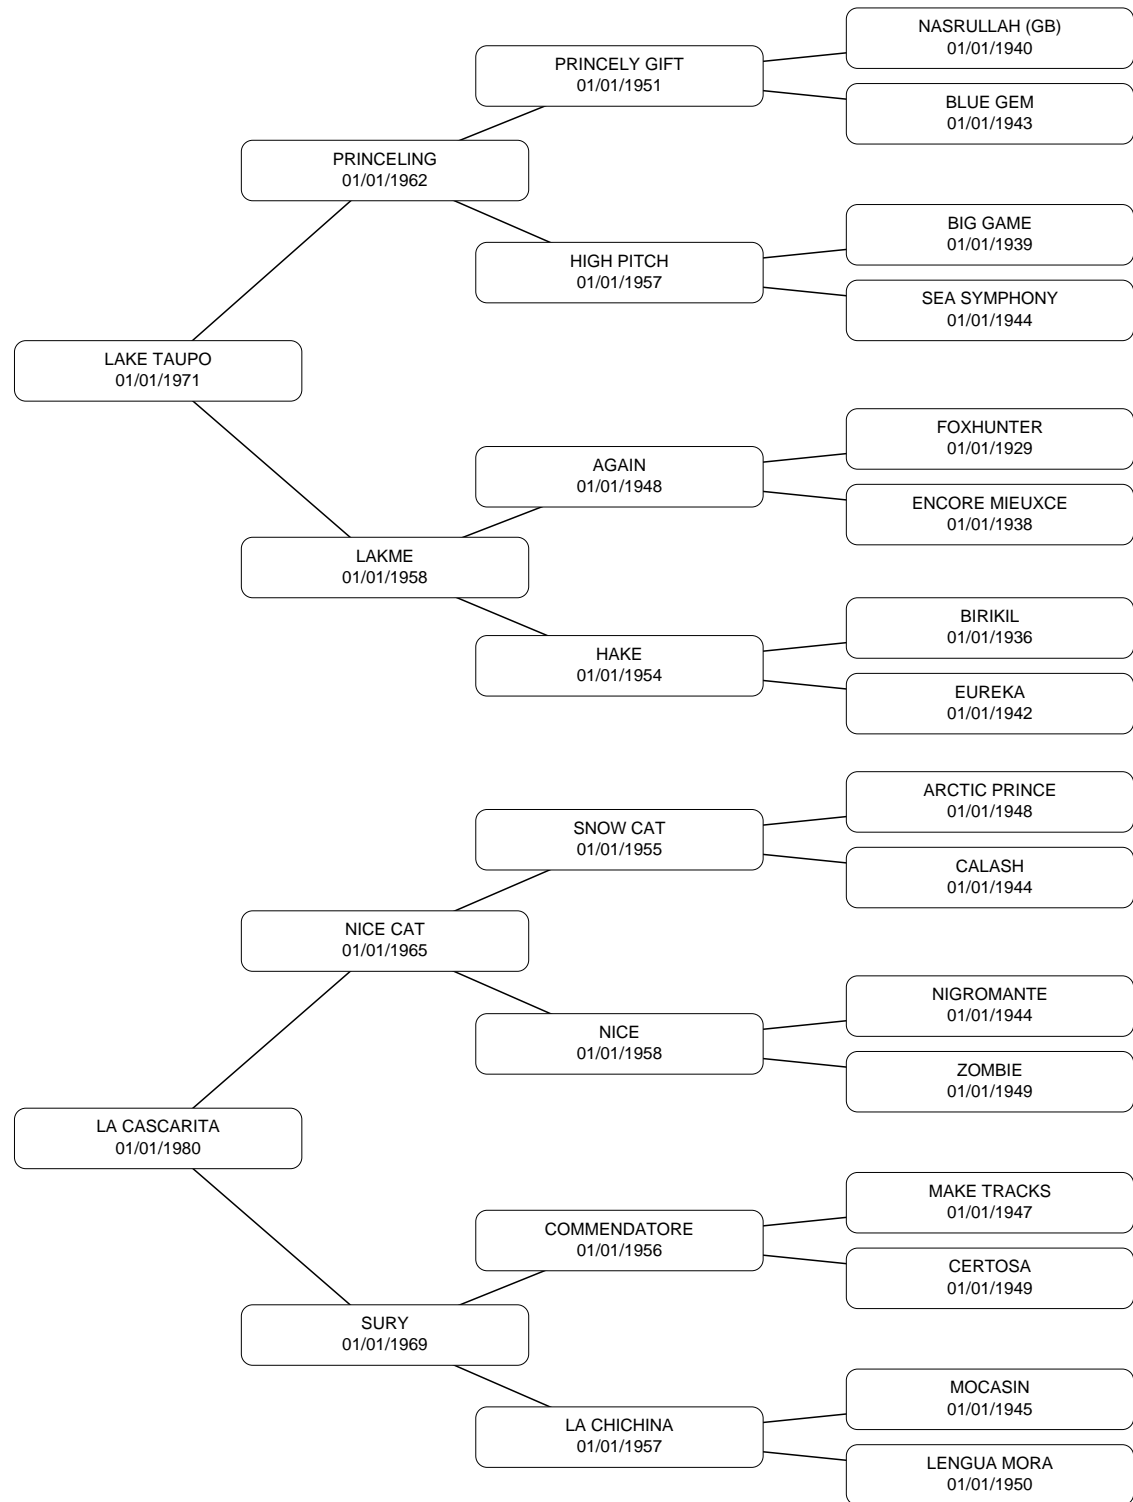 NASRULLAH (GB)
01/01/1940
PRINCELY GIFT
01/01/1951
BLUE GEM
01/01/1943
PRINCELING
01/01/1962
BIG GAME
01/01/1939
HIGH PITCH
01/01/1957
SEA SYMPHONY
01/01/1944
LAKE TAUPO
01/01/1971
FOXHUNTER
01/01/1929
AGAIN
01/01/1948
ENCORE MIEUXCE
01/01/1938
LAKME
01/01/1958
BIRIKIL
01/01/1936
HAKE
01/01/1954
EUREKA
01/01/1942
ARCTIC PRINCE
01/01/1948
SNOW CAT
01/01/1955
CALASH
01/01/1944
NICE CAT
01/01/1965
NIGROMANTE
01/01/1944
NICE
01/01/1958
ZOMBIE
01/01/1949
LA CASCARITA
01/01/1980
MAKE TRACKS
01/01/1947
COMMENDATORE
01/01/1956
CERTOSA
01/01/1949
SURY
01/01/1969
MOCASIN
01/01/1945
LA CHICHINA
01/01/1957
LENGUA MORA
01/01/1950